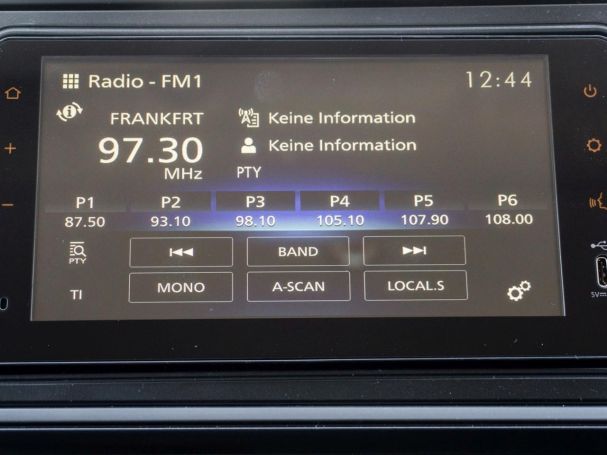 Radio - FM1
12:44
FRANKFRT
97.30
MHz
Keine Information
Keine Information
PTY
P1 P2 P3 P4 P5 P6
87.50 93.10 98.10 105.10 107.90 108.00
PTY
BAND
TI
MONO A-SCAN LOCAL.S
5V